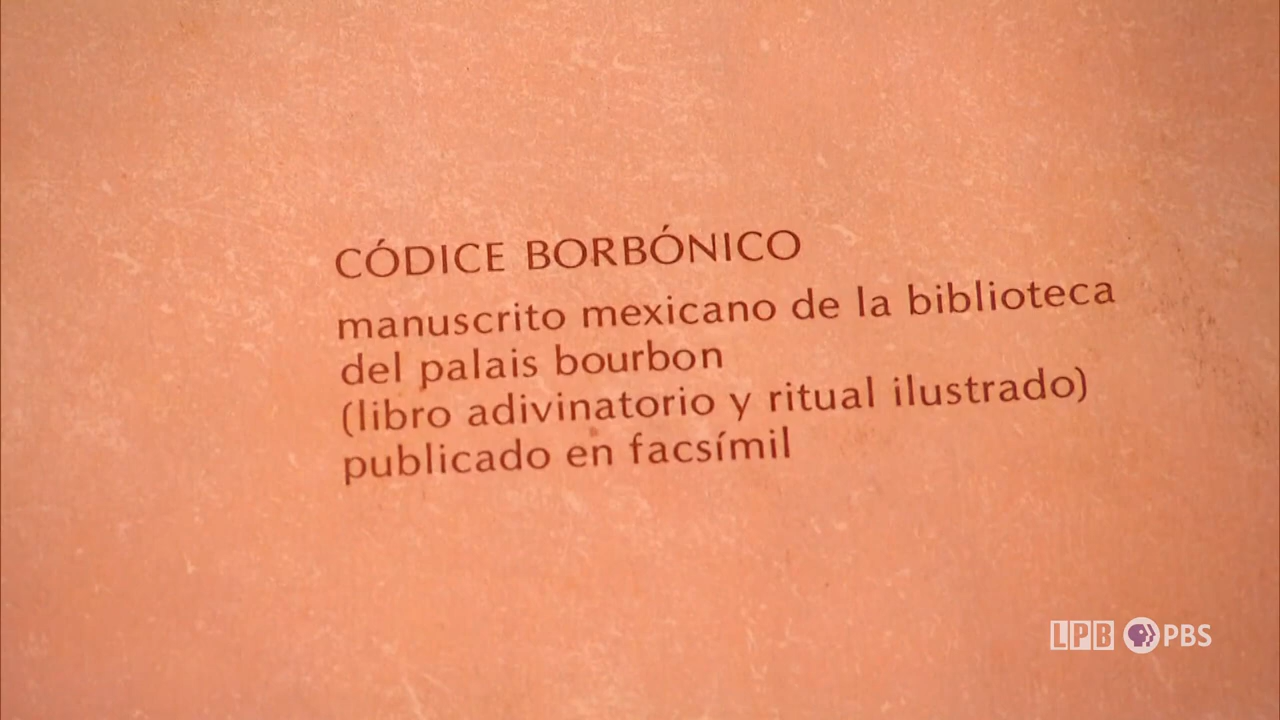 CÓDICE BORBÓNICO
manuscrito mexicano de la biblioteca
del palais bourbon
(libro adivinatorio y ritual ilustrado)
publicado en facsímil
LPB PBS